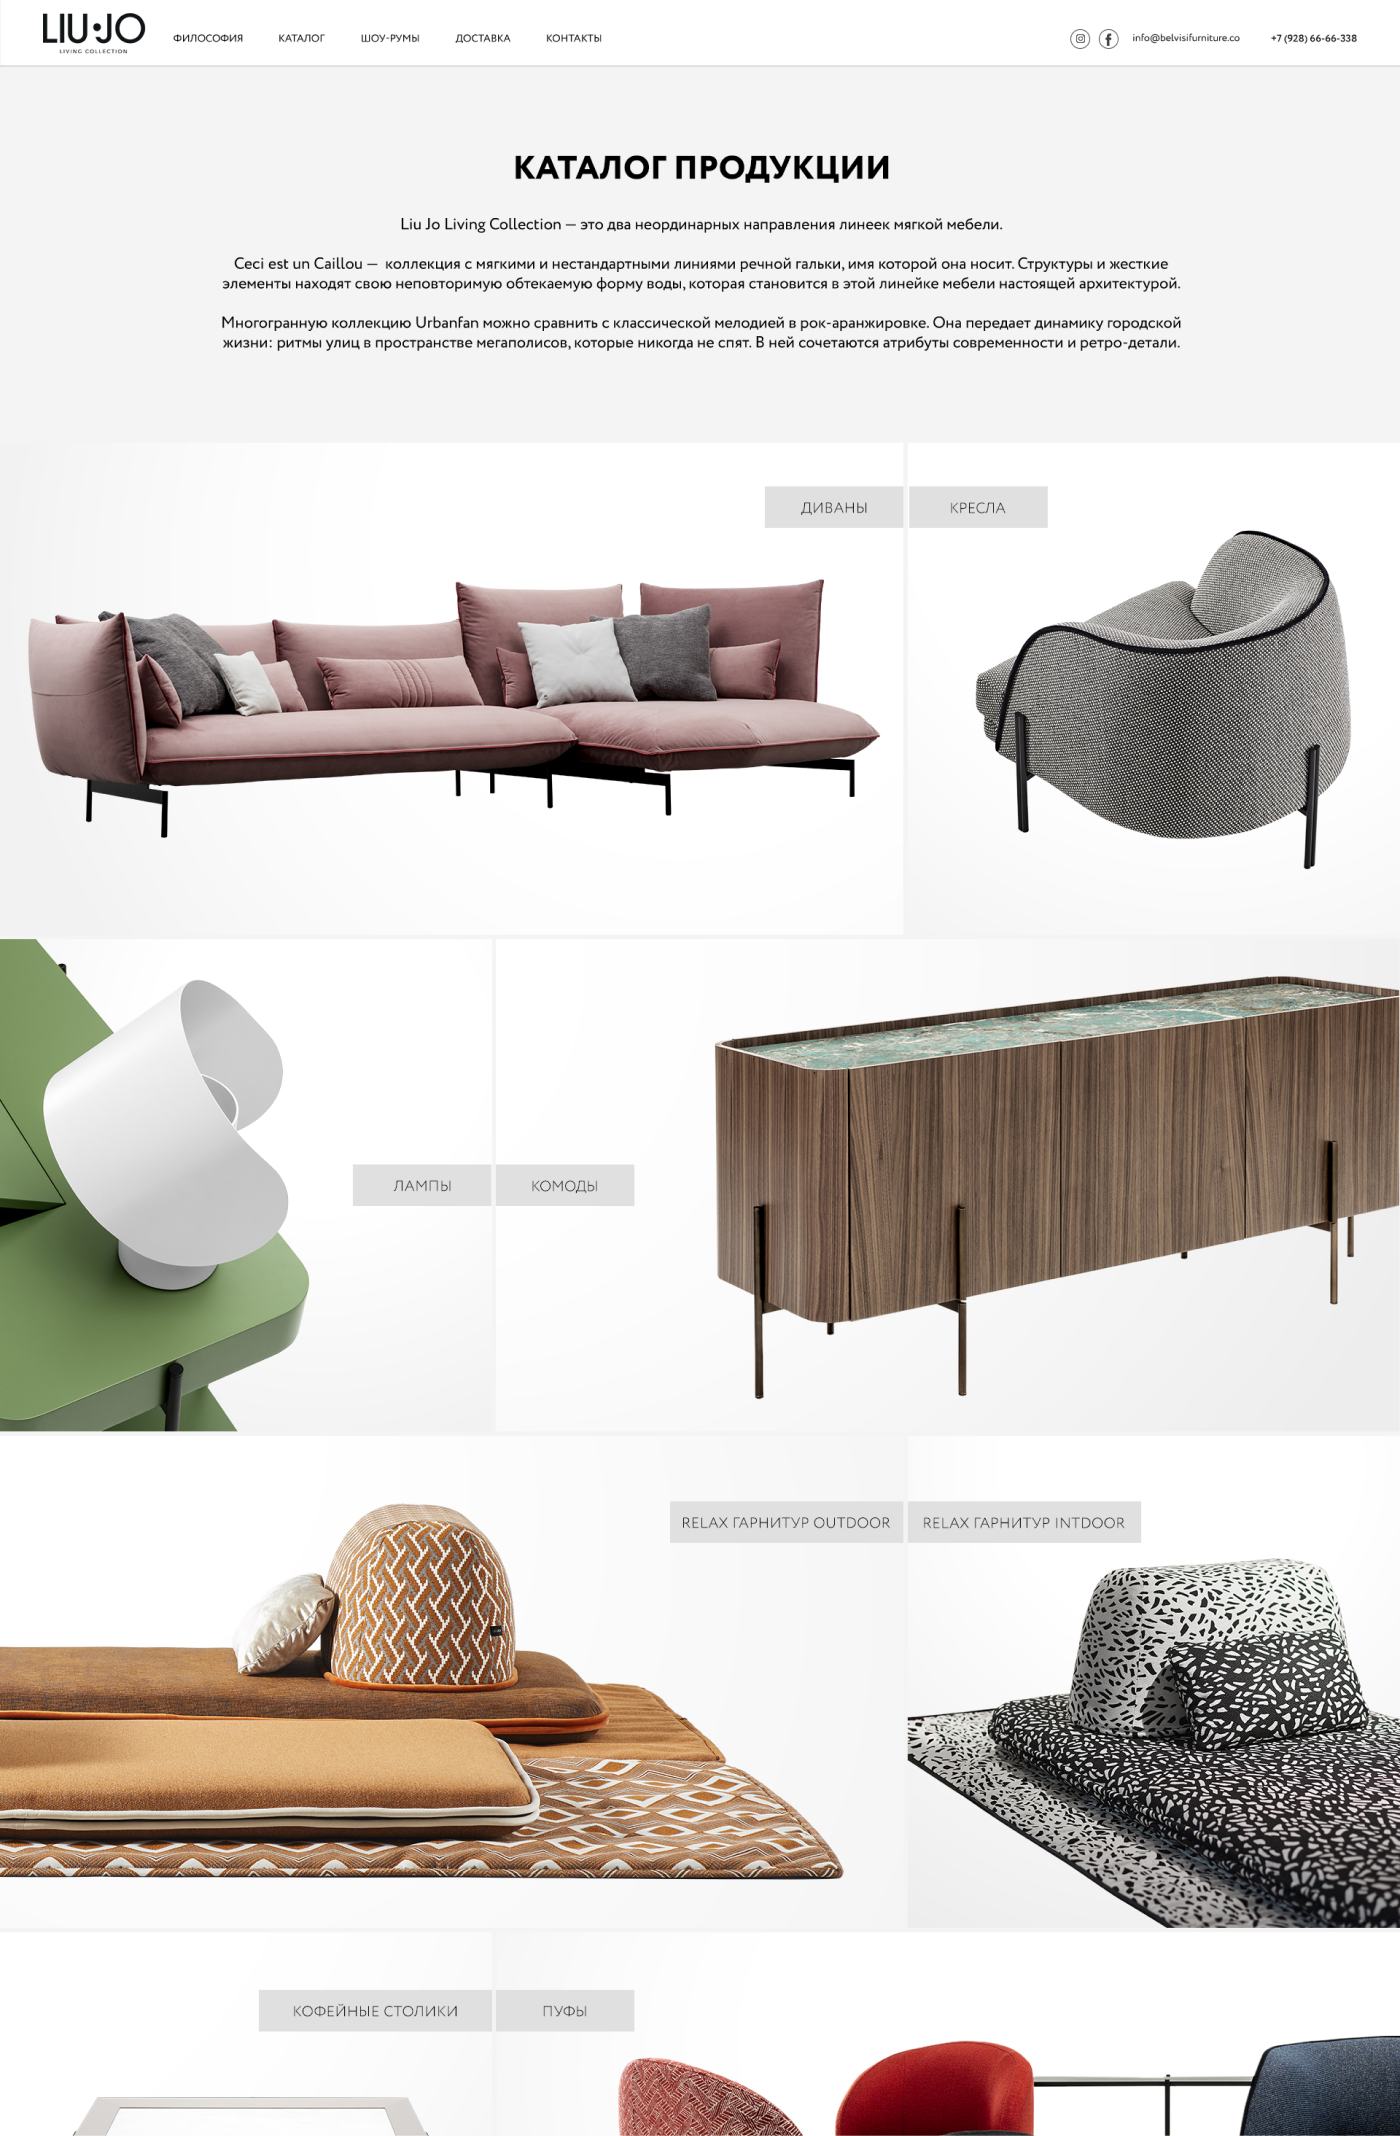 LIU·JO
LIVING COLLECTION
ФИЛОСОФИЯ
КАТАЛОГ
ШОУ-РУМЫ
ДОСТАВКА
КОНТАКТЫ
info@belvisifurniture.co
+7 (928) 66-66-338
КАТАЛОГ ПРОДУКЦИИ
Liu Jo Living Collection — это два неординарных направления линеек мягкой мебели.
Ceci est un Caillou — коллекция с мягкими и нестандартными линиями речной гальки, имя которой она носит. Структуры и жесткие
элементы находят свою неповторимую обтекаемую форму воды, которая становится в этой линейке мебели настоящей архитектурой.
Многогранную коллекцию Urbanfan можно сравнить с классической мелодией в рок-аранжировке. Она передает динамику городской
жизни: ритмы улиц в пространстве мегаполисов, которые никогда не спят. В ней сочетаются атрибуты современности и ретро-детали.
ДИВАНЫ
КРЕСЛА
ЛАМПЫ
КОМОДЫ
RELAX ГАРНИТУР OUTDOOR
RELAX ГАРНИТУР INTDOOR
КОФЕЙНЫЕ СТОЛИКИ
ПУФЫ